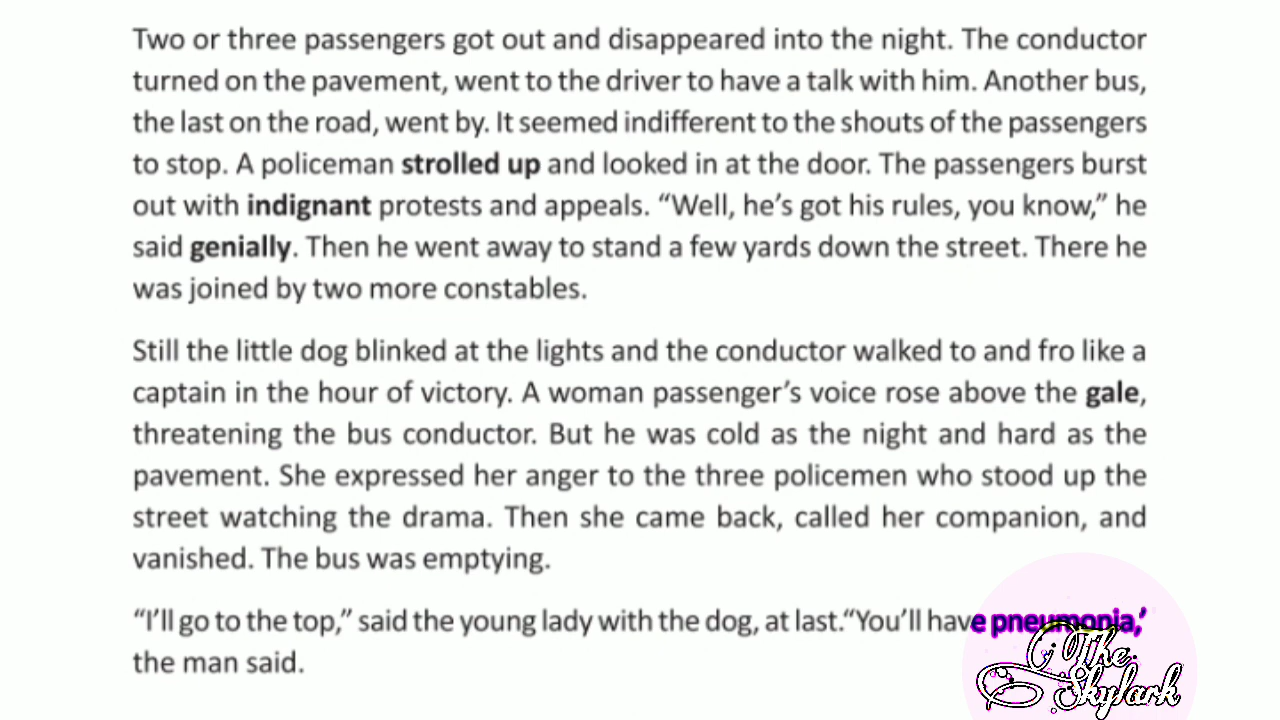 Two or three passengers got out and disappeared into the night. The conductor
turned on the pavement, went to the driver to have a talk with him. Another bus,
the last on the road, went by. It seemed indifferent to the shouts of the passengers
to stop. A policeman strolled up and looked in at the door. The passengers burst
out with indignant protests and appeals. “Well, he’s got his rules, you know,” he
said genially. Then he went away to stand a few yards down the street. There he
was joined by two more constables.
Still the little dog blinked at the lights and the conductor walked to and fro like a
captain in the hour of victory. A woman passenger’s voice rose above the gale,
threatening the bus conductor. But he was cold as the night and hard as the
pavement. She expressed her anger to the three policemen who stood up the
street watching the drama. Then she came back, called her companion, and
vanished. The bus was emptying.
“I’ll go to the top,” said the young lady with the dog, at last.“You’ll have pneumonia,’
the man said.
The
Skylark